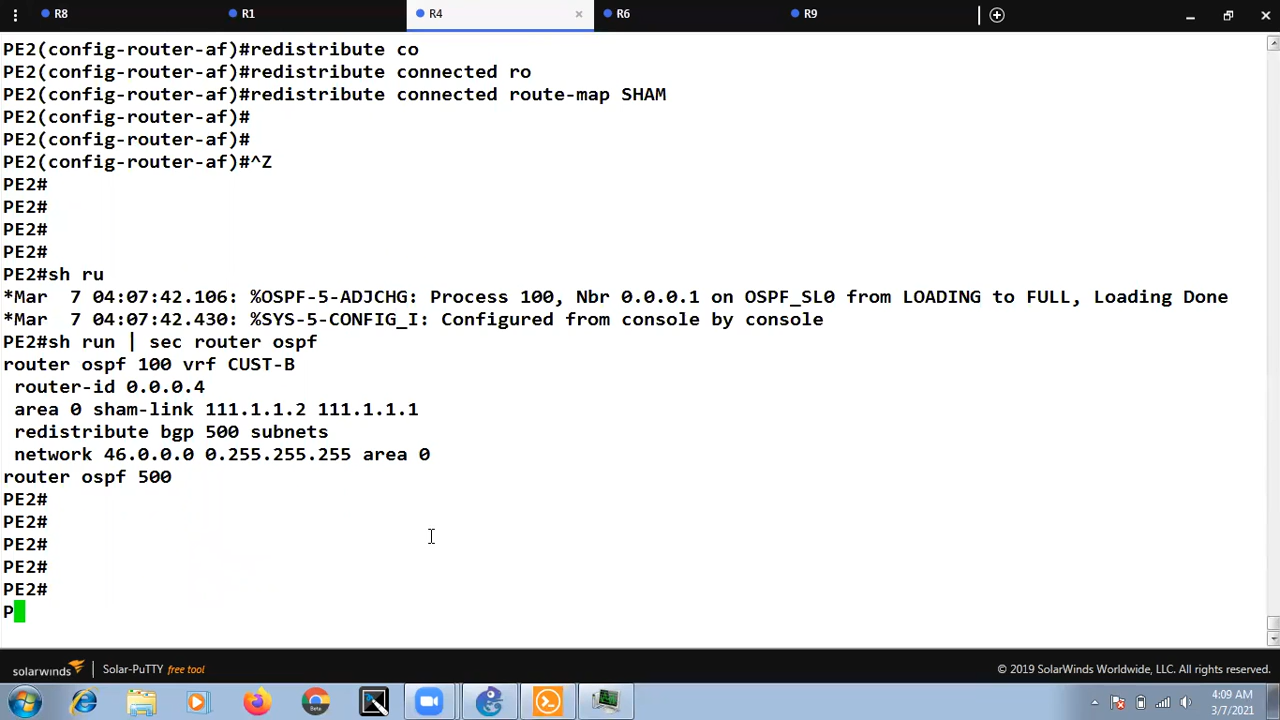 R8
R1
R4
R6
R9
PE2(config-router-af)#redistribute co
PE2(config-router-af)#redistribute connected ro
PE2(config-router-af)#redistribute connected route-map SHAM
PE2(config-router-af)#
PE2(config-router-af)#
PE2(config-router-af)#^Z
PE2#
PE2#
PE2#
PE2#
PE2#sh ru
*Mar  7 04:07:42.106: %OSPF-5-ADJCHG: Process 100, Nbr 0.0.0.1 on OSPF_SL0 from LOADING to FULL, Loading Done
*Mar  7 04:07:42.430: %SYS-5-CONFIG_I: Configured from console by console
PE2#sh run | sec router ospf
router ospf 100 vrf CUST-B
 router-id 0.0.0.4
 area 0 sham-link 111.1.1.2 111.1.1.1
 redistribute bgp 500 subnets
 network 46.0.0.0 0.255.255.255 area 0
router ospf 500
PE2#
PE2#
PE2#
PE2#
PE2#
P
solarwinds | Solar-PuTTY free tool
© 2019 SolarWinds Worldwide, LLC. All rights reserved.
4:09 AM
3/7/2021